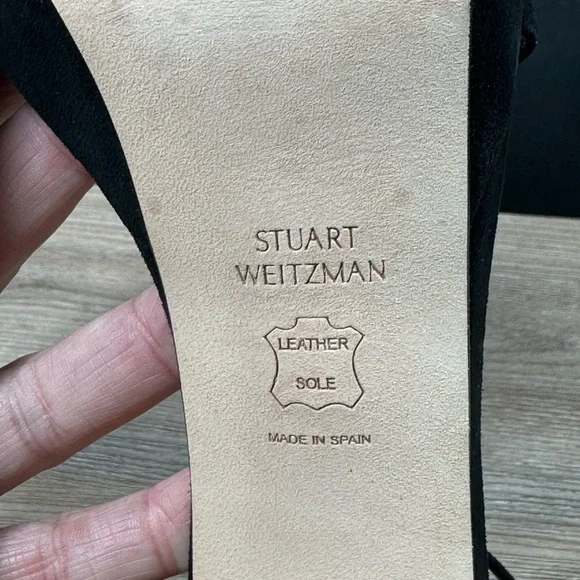 STUART
WEITZMAN
LEATHER
SOLE
MADE IN SPAIN